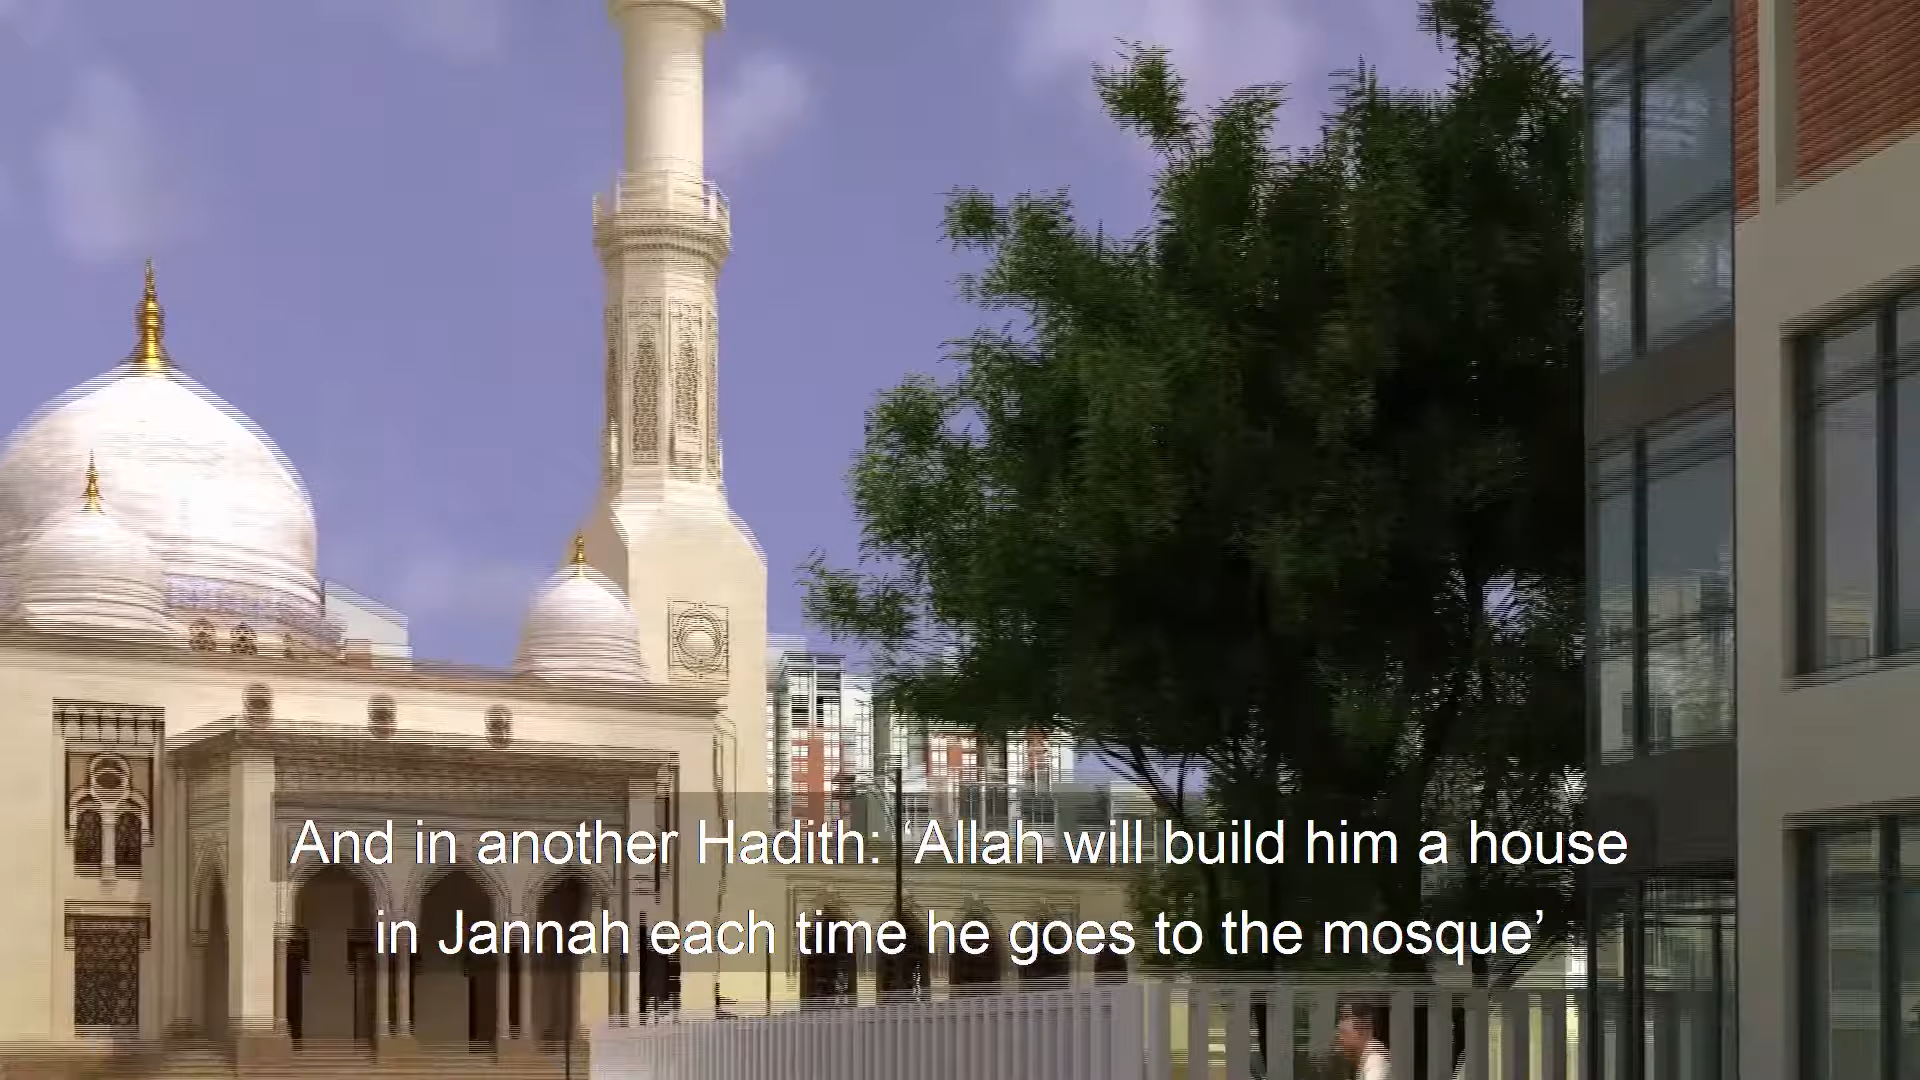 And in another Hadith: ‘Allah will build him a house
in Jannah each time he goes to the mosque’